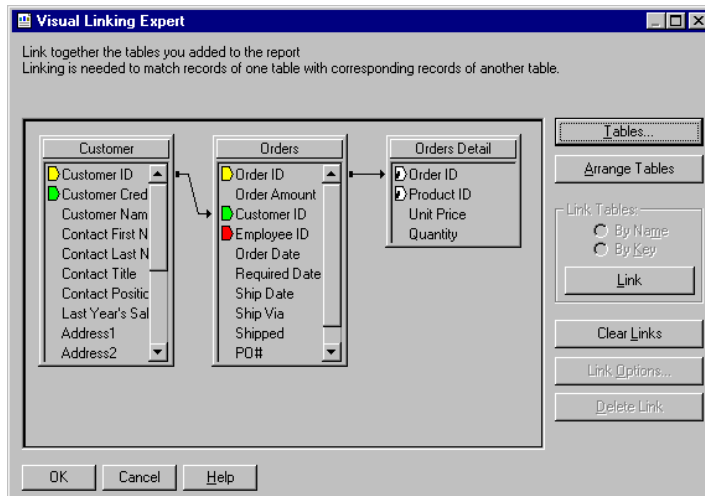 Visual Linking Expert
Link together the tables you added to the report
Linking is needed to match records of one table with corresponding records of another table.
Customer
Customer ID
Customer Cred
Customer Nam
Contact First N
Contact Last N
Contact Title
Contact Positic
Last Year's Sal
Address1
Address2
Orders
Order ID
Order Amount
Customer ID
Employee ID
Order Date
Required Date
Ship Date
Ship Via
Shipped
PO#
Orders Detail
Order ID
Product ID
Unit Price
Quantity
Tables...
Arrange Tables
Link Tables:
By Name
By Key
Link
Clear Links
Link Options...
Delete Link
OK
Cancel
Help